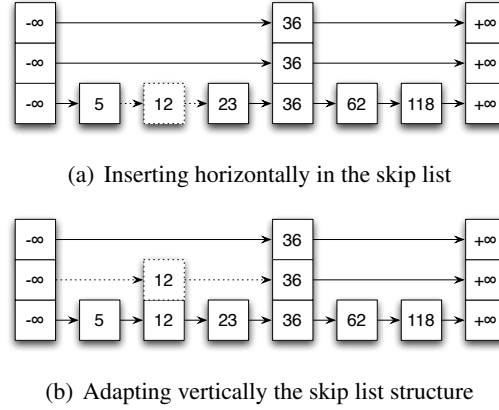 -∞ 36 +∞
-∞ 36 +∞
-∞ 5 12 23 36 62 118 +∞
(a) Inserting horizontally in the skip list
-∞ 36 +∞
-∞ 12 36 +∞
-∞ 5 12 23 36 62 118 +∞
(b) Adapting vertically the skip list structure